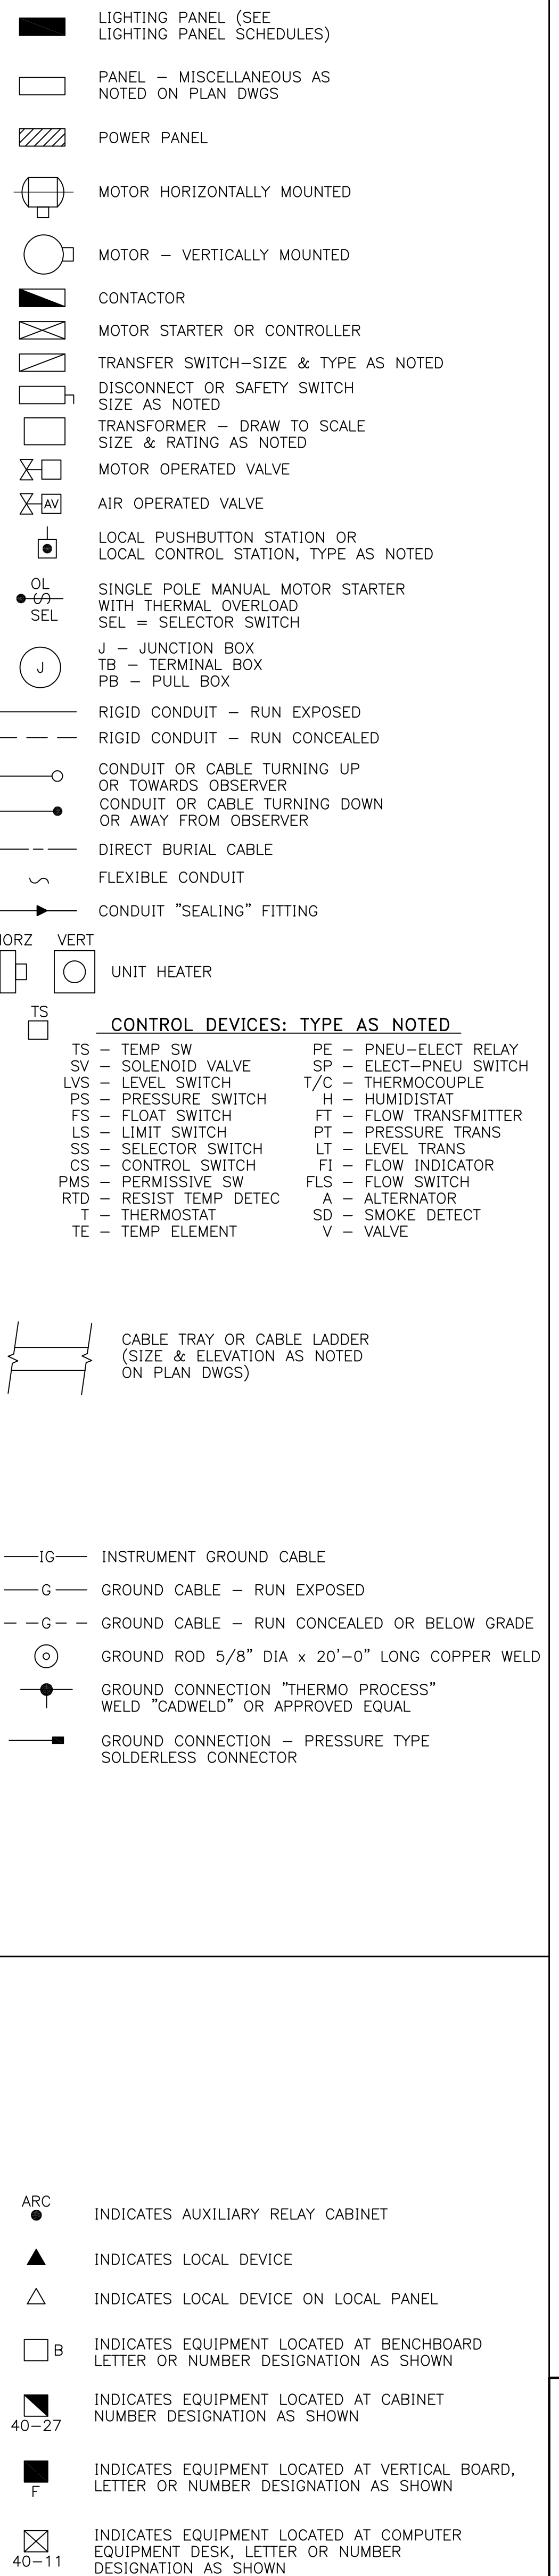 LIGHTING PANEL (SEE
LIGHTING PANEL SCHEDULES)
PANEL – MISCELLANEOUS AS
NOTED ON PLAN DWGS
POWER PANEL
MOTOR HORIZONTALLY MOUNTED
MOTOR – VERTICALLY MOUNTED
CONTACTOR
MOTOR STARTER OR CONTROLLER
TRANSFER SWITCH–SIZE & TYPE AS NOTED
DISCONNECT OR SAFETY SWITCH
SIZE AS NOTED
TRANSFORMER – DRAW TO SCALE
SIZE & RATING AS NOTED
MOTOR OPERATED VALVE
AV AIR OPERATED VALVE
LOCAL PUSHBUTTON STATION OR
LOCAL CONTROL STATION, TYPE AS NOTED
OL
SEL
SINGLE POLE MANUAL MOTOR STARTER
WITH THERMAL OVERLOAD
SEL = SELECTOR SWITCH
J
J – JUNCTION BOX
TB – TERMINAL BOX
PB – PULL BOX
RIGID CONDUIT – RUN EXPOSED
RIGID CONDUIT – RUN CONCEALED
CONDUIT OR CABLE TURNING UP
OR TOWARDS OBSERVER
CONDUIT OR CABLE TURNING DOWN
OR AWAY FROM OBSERVER
DIRECT BURIAL CABLE
FLEXIBLE CONDUIT
CONDUIT "SEALING" FITTING
ORZ VERT
UNIT HEATER
TS
CONTROL DEVICES: TYPE AS NOTED
TS – TEMP SW
SV – SOLENOID VALVE
LVS – LEVEL SWITCH
PS – PRESSURE SWITCH
FS – FLOAT SWITCH
LS – LIMIT SWITCH
SS – SELECTOR SWITCH
CS – CONTROL SWITCH
PMS – PERMISSIVE SW
RTD – RESIST TEMP DETEC
T – THERMOSTAT
TE – TEMP ELEMENT
PE – PNEU–ELECT RELAY
SP – ELECT–PNEU SWITCH
T/C – THERMOCOUPLE
H – HUMIDISTAT
FT – FLOW TRANSFMITTER
PT – PRESSURE TRANS
LT – LEVEL TRANS
FI – FLOW INDICATOR
FLS – FLOW SWITCH
A – ALTERNATOR
SD – SMOKE DETECT
V – VALVE
CABLE TRAY OR CABLE LADDER
(SIZE & ELEVATION AS NOTED
ON PLAN DWGS)
IG INSTRUMENT GROUND CABLE
G GROUND CABLE – RUN EXPOSED
G GROUND CABLE – RUN CONCEALED OR BELOW GRADE
GROUND ROD 5/8" DIA x 20'–0" LONG COPPER WELD
GROUND CONNECTION "THERMO PROCESS"
WELD "CADWELD" OR APPROVED EQUAL
GROUND CONNECTION – PRESSURE TYPE
SOLDERLESS CONNECTOR
ARC
INDICATES AUXILIARY RELAY CABINET
INDICATES LOCAL DEVICE
INDICATES LOCAL DEVICE ON LOCAL PANEL
B
INDICATES EQUIPMENT LOCATED AT BENCHBOARD
LETTER OR NUMBER DESIGNATION AS SHOWN
40–27
INDICATES EQUIPMENT LOCATED AT CABINET
NUMBER DESIGNATION AS SHOWN
F
INDICATES EQUIPMENT LOCATED AT VERTICAL BOARD,
LETTER OR NUMBER DESIGNATION AS SHOWN
40–11
INDICATES EQUIPMENT LOCATED AT COMPUTER
EQUIPMENT DESK, LETTER OR NUMBER
DESIGNATION AS SHOWN